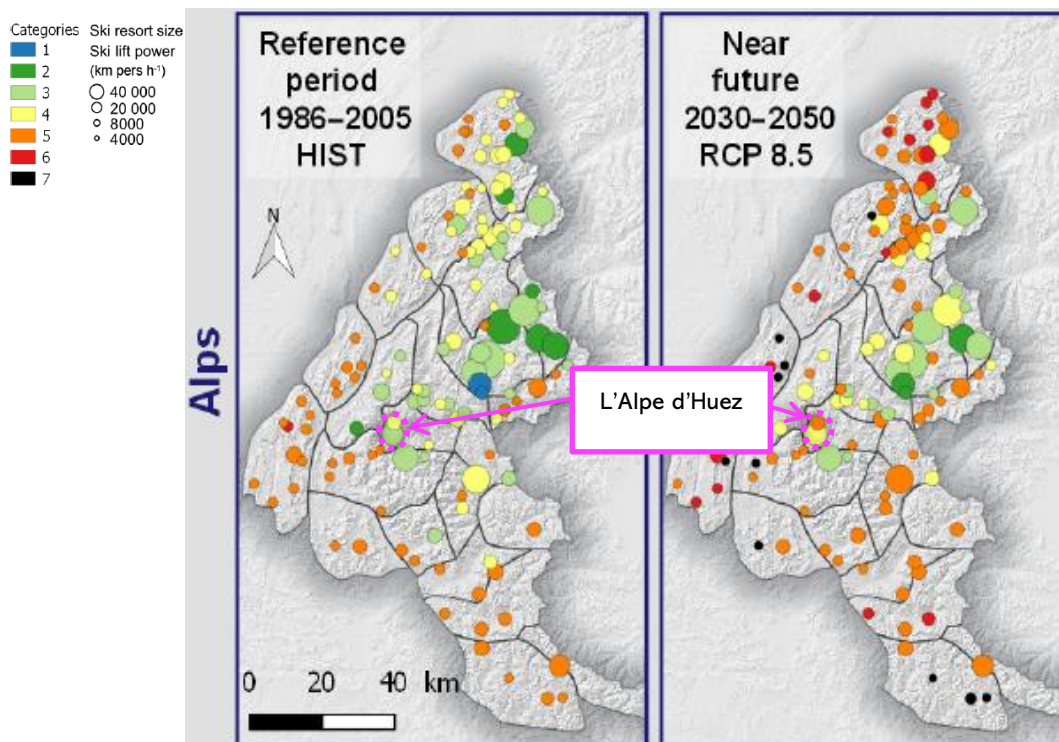 Categories
1
2
3
4
5
6
7
Ski resort size
Ski lift power
(km pers h⁻¹)
40 000
20 000
8000
4000
Alps
Reference
period
1986–2005
HIST
N
0 20 40 km
Near
future
2030–2050
RCP 8.5
L'Alpe d'Huez